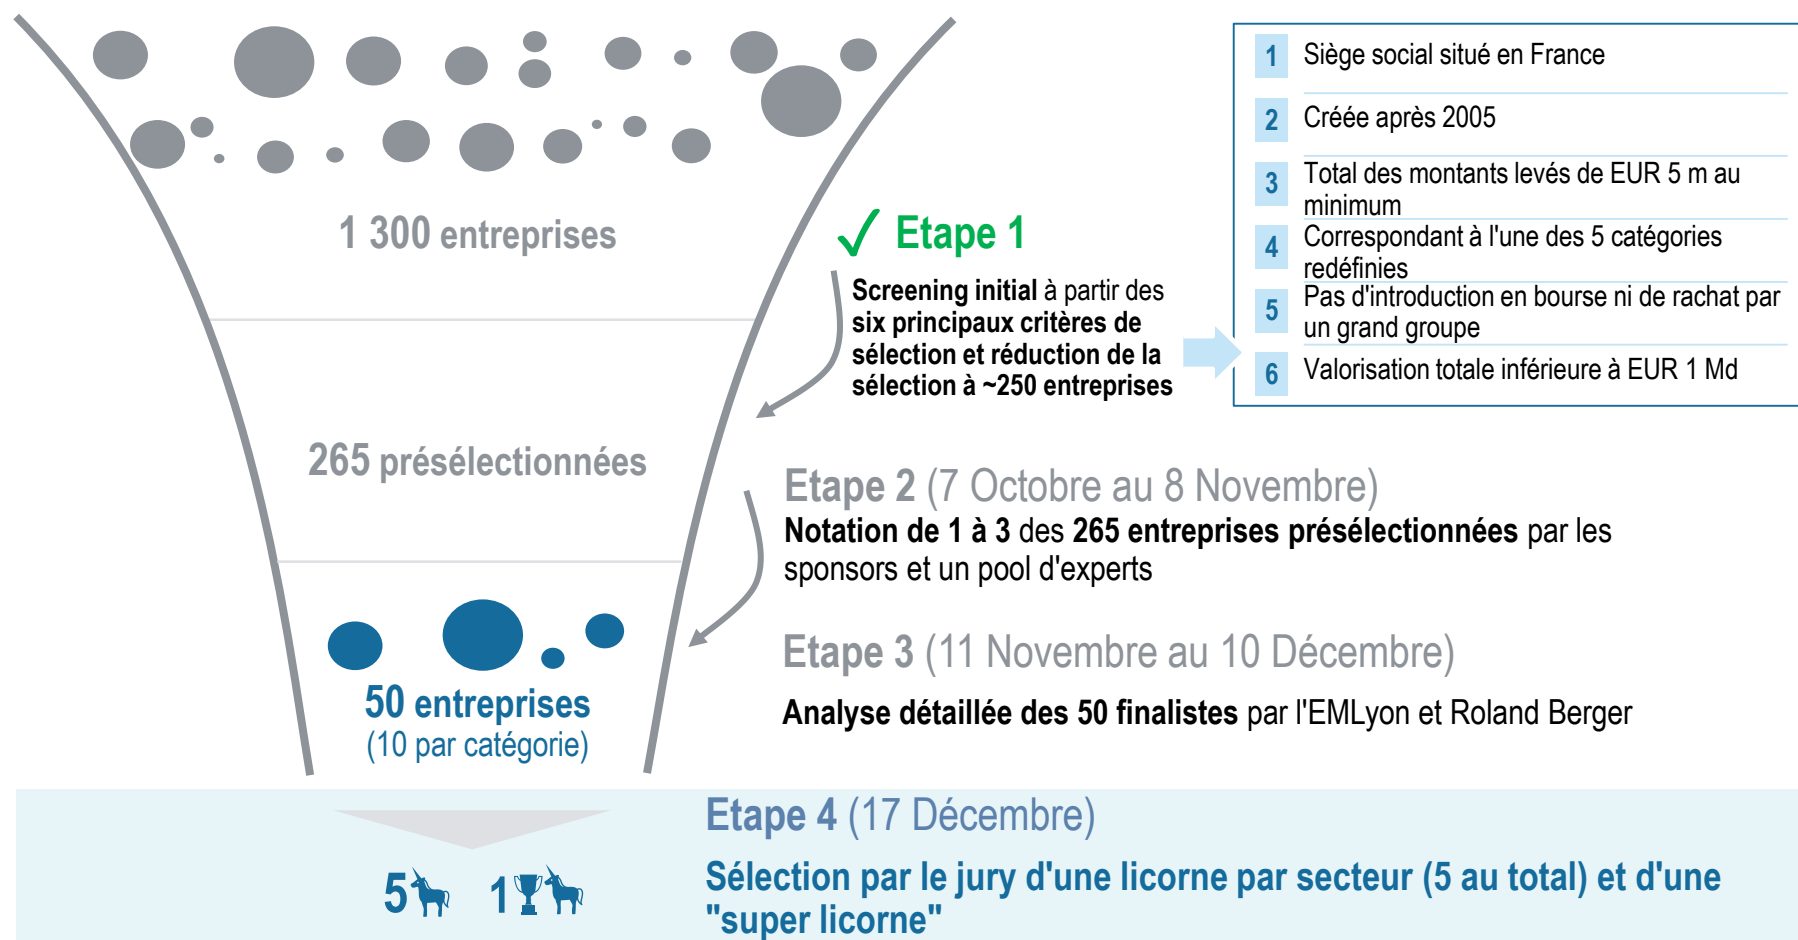 1 300 entreprises
265 présélectionnées
50 entreprises
(10 par catégorie)
✓ Etape 1
Screening initial à partir des
six principaux critères de
sélection et réduction de la
sélection à ~250 entreprises
1 Siège social situé en France
2 Créée après 2005
3 Total des montants levés de EUR 5 m au
minimum
4 Correspondant à l'une des 5 catégories
redéfinies
5 Pas d'introduction en bourse ni de rachat par
un grand groupe
6 Valorisation totale inférieure à EUR 1 Md
Etape 2 (7 Octobre au 8 Novembre)
Notation de 1 à 3 des 265 entreprises présélectionnées par les
sponsors et un pool d'experts
Etape 3 (11 Novembre au 10 Décembre)
Analyse détaillée des 50 finalistes par l'EMLyon et Roland Berger
Etape 4 (17 Décembre)
Sélection par le jury d'une licorne par secteur (5 au total) et d'une
"super licorne"
5 1